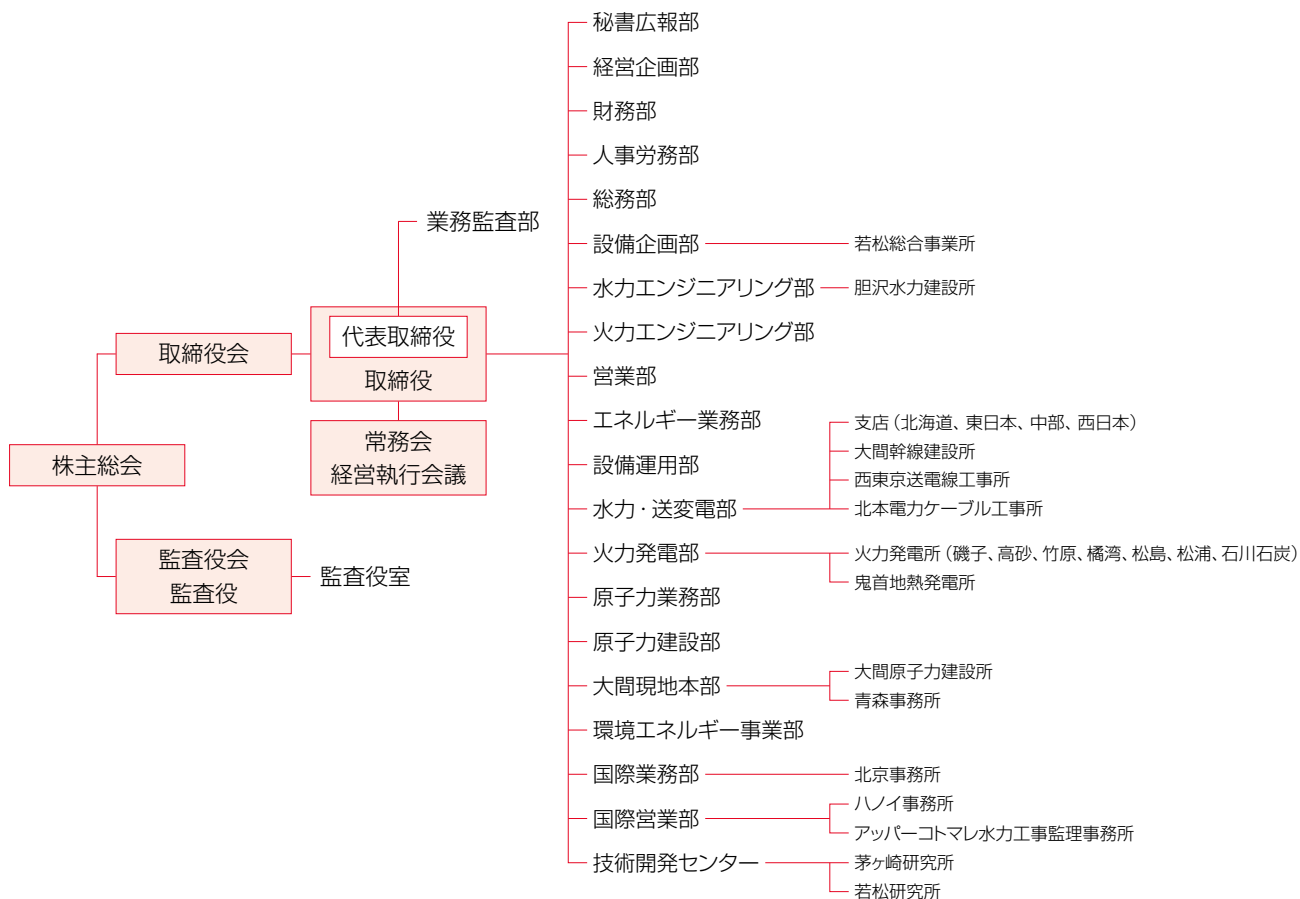 株主総会
取締役会
監査役会
監査役
監査役室
業務監査部
代表取締役
取締役
常務会
経営執行会議
秘書広報部
経営企画部
財務部
人事労務部
総務部
設備企画部
若松総合事業所
水力エンジニアリング部
胆沢水力建設所
火力エンジニアリング部
営業部
エネルギー業務部
設備運用部
水力・送変電部
支店（北海道、東日本、中部、西日本）
大間幹線建設所
西東京送電線工事所
北本電力ケーブル工事所
火力発電部
火力発電所（磯子、高砂、竹原、橘湾、松島、松浦、石川石炭）
鬼首地熱発電所
原子力業務部
原子力建設部
大間現地本部
大間原子力建設所
青森事務所
環境エネルギー事業部
国際業務部
北京事務所
国際営業部
ハノイ事務所
アッパーコトマレ水力工事監理事務所
技術開発センター
茅ヶ崎研究所
若松研究所